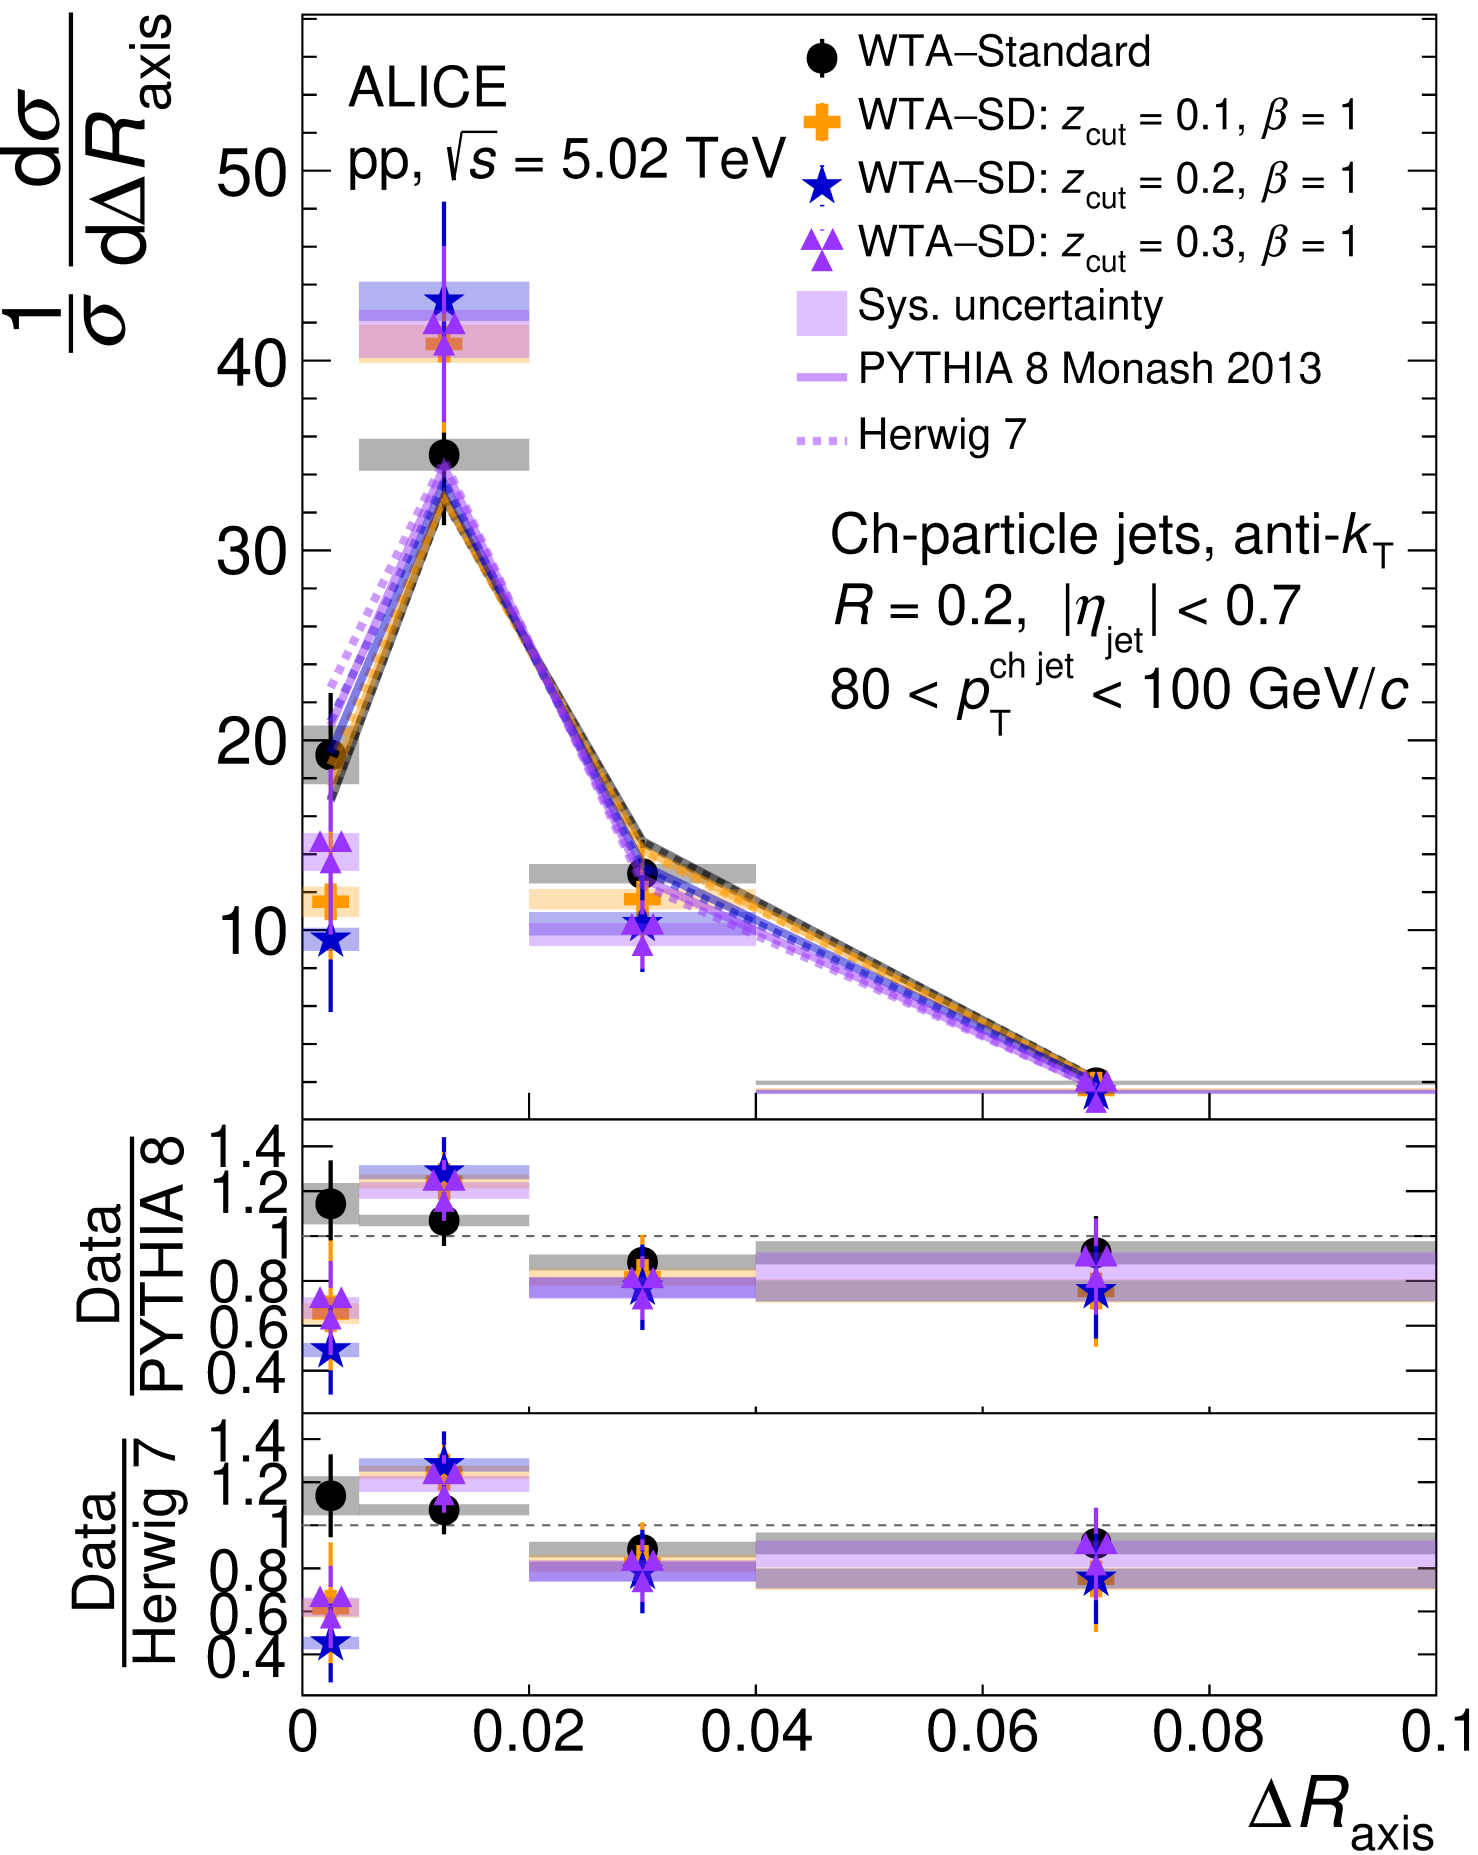 1/σ dσ/dΔR_axis
ALICE
pp, √s = 5.02 TeV
WTA–Standard
WTA–SD: z_cut = 0.1, β = 1
WTA–SD: z_cut = 0.2, β = 1
WTA–SD: z_cut = 0.3, β = 1
Sys. uncertainty
PYTHIA 8 Monash 2013
Herwig 7
Ch-particle jets, anti-k_T
R = 0.2, |η_jet| < 0.7
80 < p_T^ch jet < 100 GeV/c
50
40
30
20
10
Data
PYTHIA 8
1.4
1.2
1
0.8
0.6
0.4
Data
Herwig 7
1.4
1.2
1
0.8
0.6
0.4
0 0.02 0.04 0.06 0.08 0.1
ΔR_axis